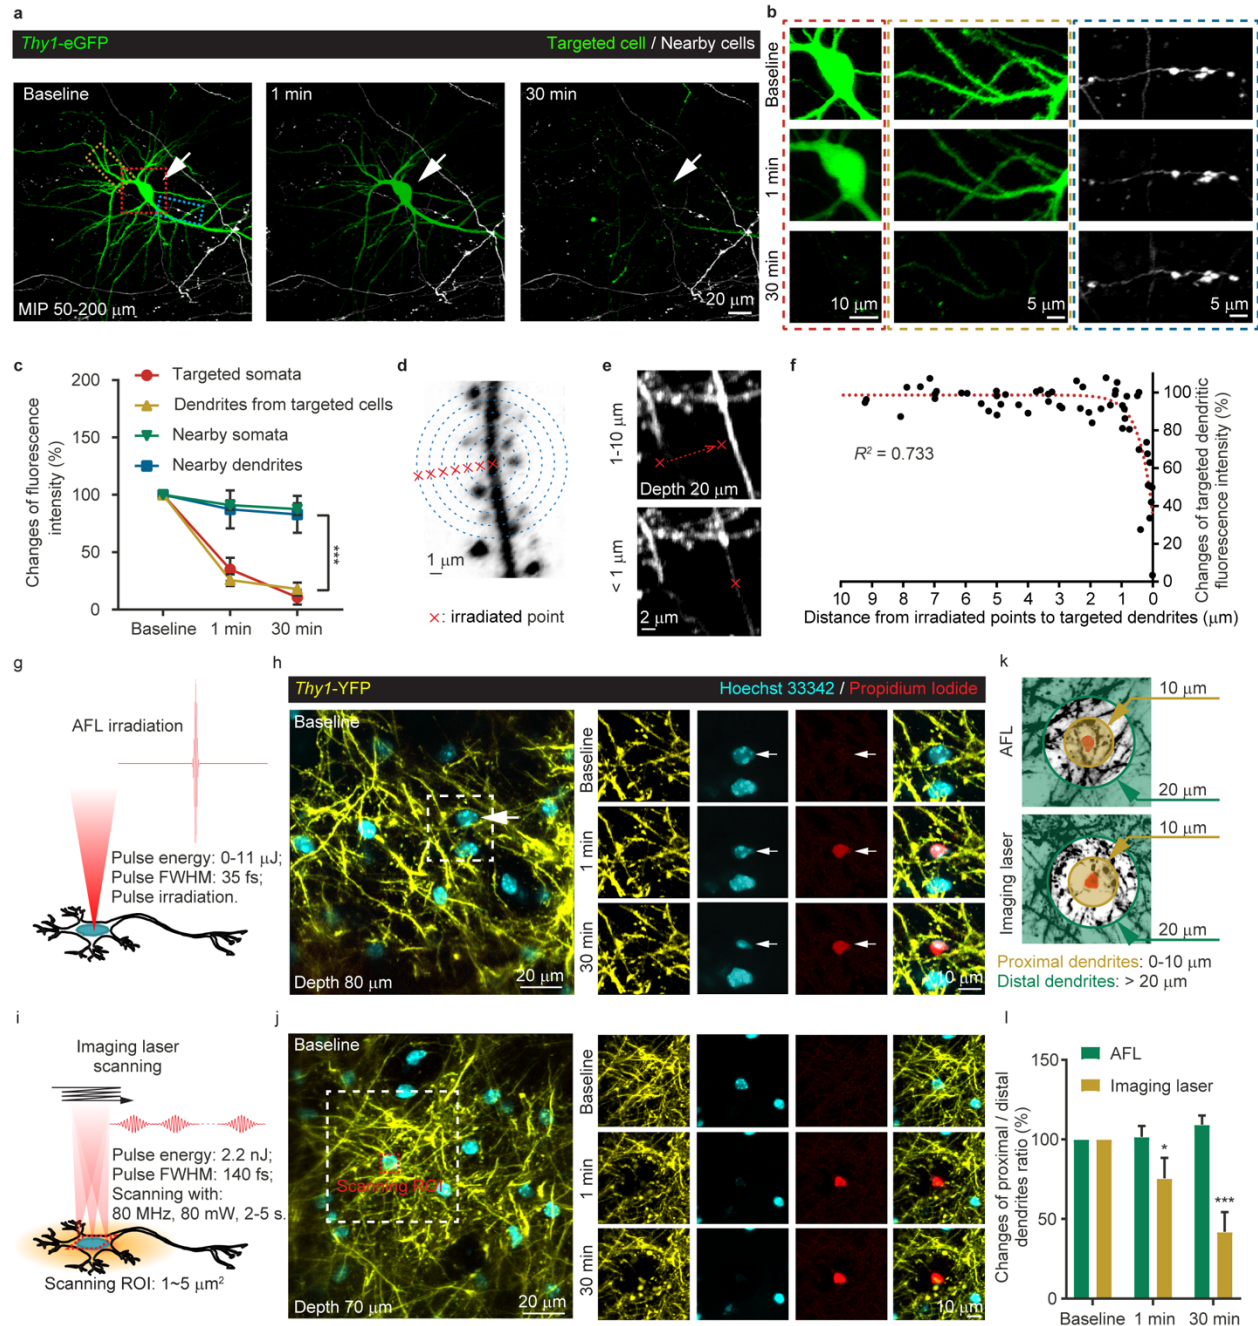 a
Thy1-eGFP
Targeted cell / Nearby cells
Baseline
1 min
30 min
MIP 50-200 μm
20 μm
b
Baseline
1 min
30 min
10 μm
5 μm
5 μm
c
Changes of fluorescence
intensity (%)
200
150
100
50
0
Targeted somata
Dendrites from targeted cells
Nearby somata
Nearby dendrites
***
Baseline
1 min
30 min
d
1 μm
×: irradiated point
e
1-10 μm
Depth 20 μm
< 1 μm
2 μm
f
R² = 0.733
100
80
60
40
20
0
Changes of targeted dendritic
fluorescence intensity (%)
10 9 8 7 6 5 4 3 2 1 0
Distance from irradiated points to targeted dendrites (μm)
g
AFL irradiation
Pulse energy: 0-11 μJ;
Pulse FWHM: 35 fs;
Pulse irradiation.
h
Thy1-YFP
Hoechst 33342 / Propidium Iodide
Baseline
Depth 80 μm
20 μm
Baseline
1 min
30 min
10 μm
k
AFL
10 μm
20 μm
Imaging laser
10 μm
20 μm
Proximal dendrites: 0-10 μm
Distal dendrites: > 20 μm
i
Imaging laser
scanning
Pulse energy: 2.2 nJ;
Pulse FWHM: 140 fs;
Scanning with:
80 MHz, 80 mW, 2-5 s.
Scanning ROI: 1~5 μm²
j
Baseline
Scanning ROI
Depth 70 μm
20 μm
Baseline
1 min
30 min
10 μm
l
Changes of proximal / distal
dendrites ratio (%)
150
100
50
0
AFL
Imaging laser
*
***
Baseline
1 min
30 min